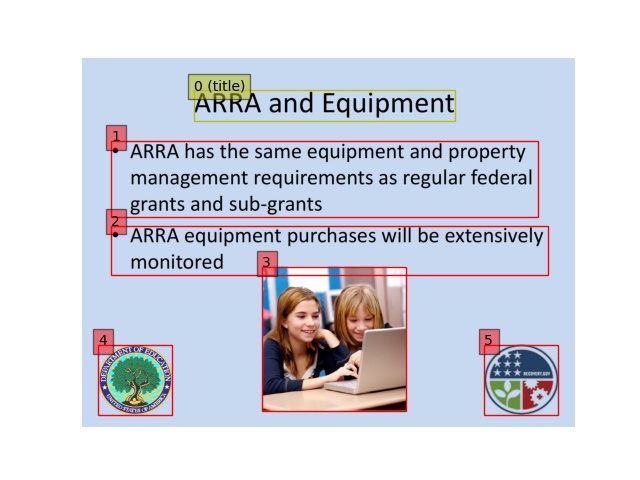 0 (title)
ARRA and Equipment
1
• ARRA has the same equipment and property
management requirements as regular federal
grants and sub-grants
2
• ARRA equipment purchases will be extensively
monitored
3
4
DEPARTMENT OF EDUCATION
UNITED STATES OF AMERICA
5
RECOVERY.GOV